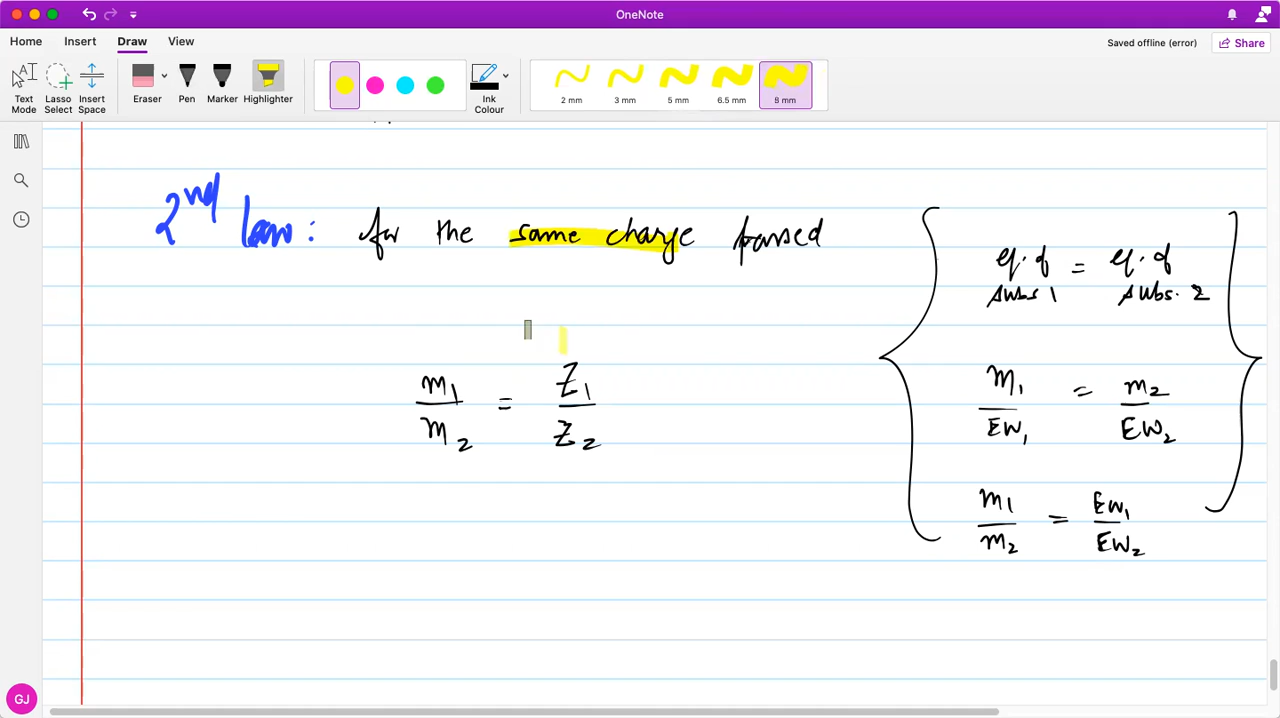 OneNote
Home Insert Draw View
Saved offline (error) Share
Text Mode
Lasso Select
Insert Space
Eraser
Pen
Marker
Highlighter
Ink Colour
2 mm
3 mm
5 mm
6.5 mm
8 mm
2nd law: for the same charge passed
eq. of subs 1 = eq. of subs. 2
m1/m2 = Z1/Z2
m1/EW1 = m2/EW2
m1/m2 = EW1/EW2
GJ